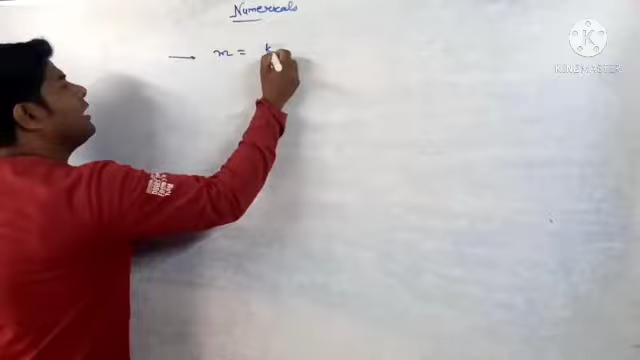 Numericals
→ m = k
KINEMASTER